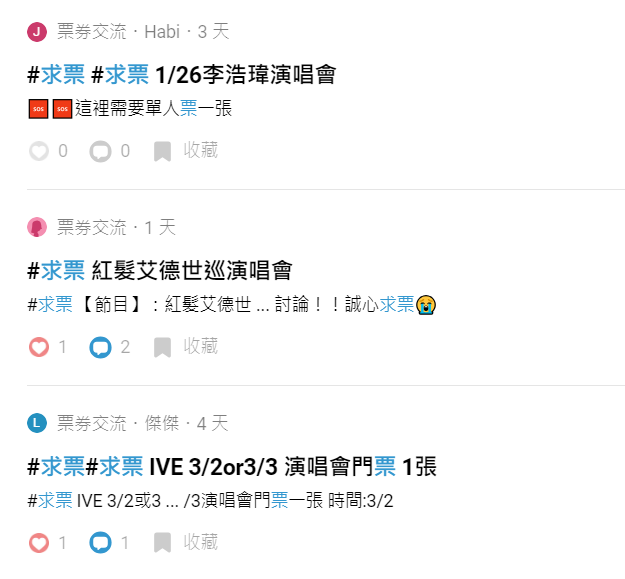 J 票券交流 · Habi · 3 天
#求票 #求票 1/26李浩瑋演唱會
🆘🆘這裡需要單人票一張
0 0 收藏
票券交流 · 1 天
#求票 紅髮艾德世巡演唱會
#求票 【節目】：紅髮艾德世 ... 討論！！誠心求票😭
1 2 收藏
L 票券交流 · 傑傑 · 4 天
#求票#求票 IVE 3/2or3/3 演唱會門票 1張
#求票 IVE 3/2或3 ... /3演唱會門票一張 時間:3/2
1 1 收藏